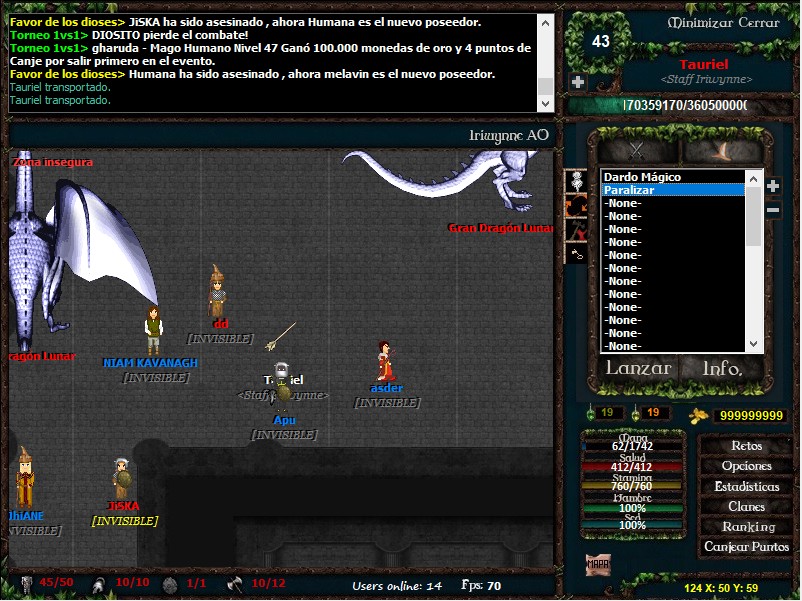 Favor de los dioses> JiSKA ha sido asesinado , ahora Humana es el nuevo poseedor.
Torneo 1vs1> DIOSITO pierde el combate!
Torneo 1vs1> gharuda - Mago Humano Nivel 47 Ganó 100.000 monedas de oro y 4 puntos de
Canje por salir primero en el evento.
Favor de los dioses> Humana ha sido asesinado , ahora melavin es el nuevo poseedor.
Tauriel transportado.
Tauriel transportado.
Minimizar Cerrar
43
Tauriel
<Staff Iriwynne>
Iriwynne AO
Zona insegura
Gran Dragón Lunar
dd
[INVISIBLE]
ragón Lunar
NIAM KAVANAGH
[INVISIBLE]
<Staff Iriwynne>
Apu
[INVISIBLE]
asder
[INVISIBLE]
JhiANE
NVISIBLE]
JiSKA
[INVISIBLE]
Dardo Mágico
Paralizar
-None-
-None-
-None-
-None-
-None-
-None-
-None-
-None-
-None-
-None-
-None-
-None-
Lanzar Info.
19 19 999999999
Mana
62/1742
Salud
412/412
Stamina
760/760
Hambre
100%
Sed
100%
Retos
Opciones
Estadísticas
Clanes
Ranking
Canjear Puntos
MAPA
45/50 10/10 1/1 10/12 Users online: 14 Fps: 70
124 X: 50 Y: 59